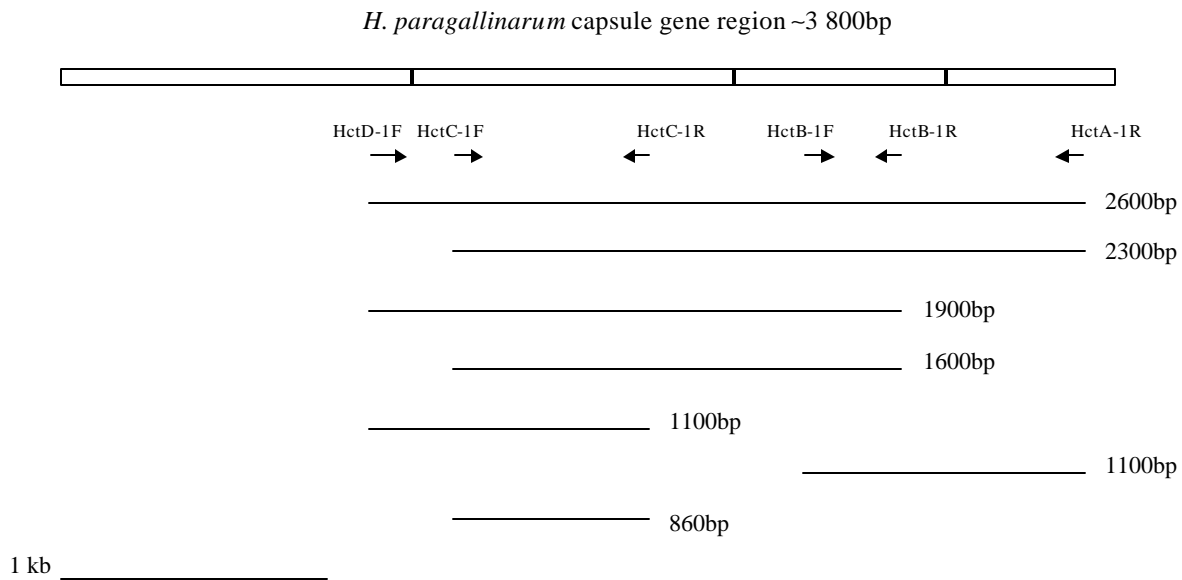 H. paragallinarum capsule gene region ~3 800bp
HctD-1F HctC-1F HctC-1R HctB-1F HctB-1R HctA-1R
2600bp
2300bp
1900bp
1600bp
1100bp
1100bp
860bp
1 kb